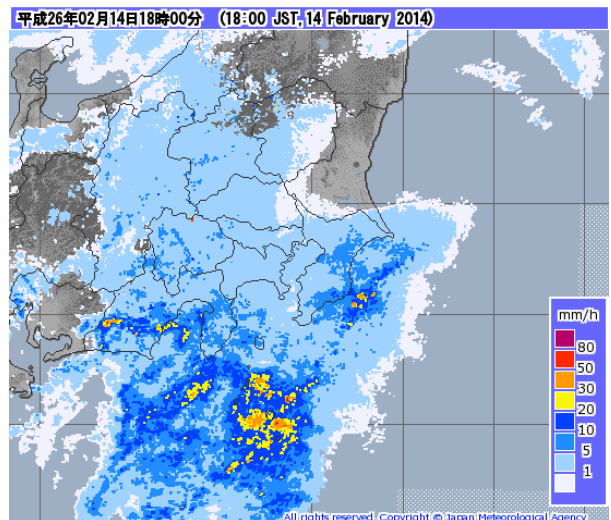 平成26年02月14日18時00分 (18:00 JST, 14 February 2014)
mm/h
80
50
30
20
10
5
1
All rights reserved. Copyright © Japan Meteorological Agency